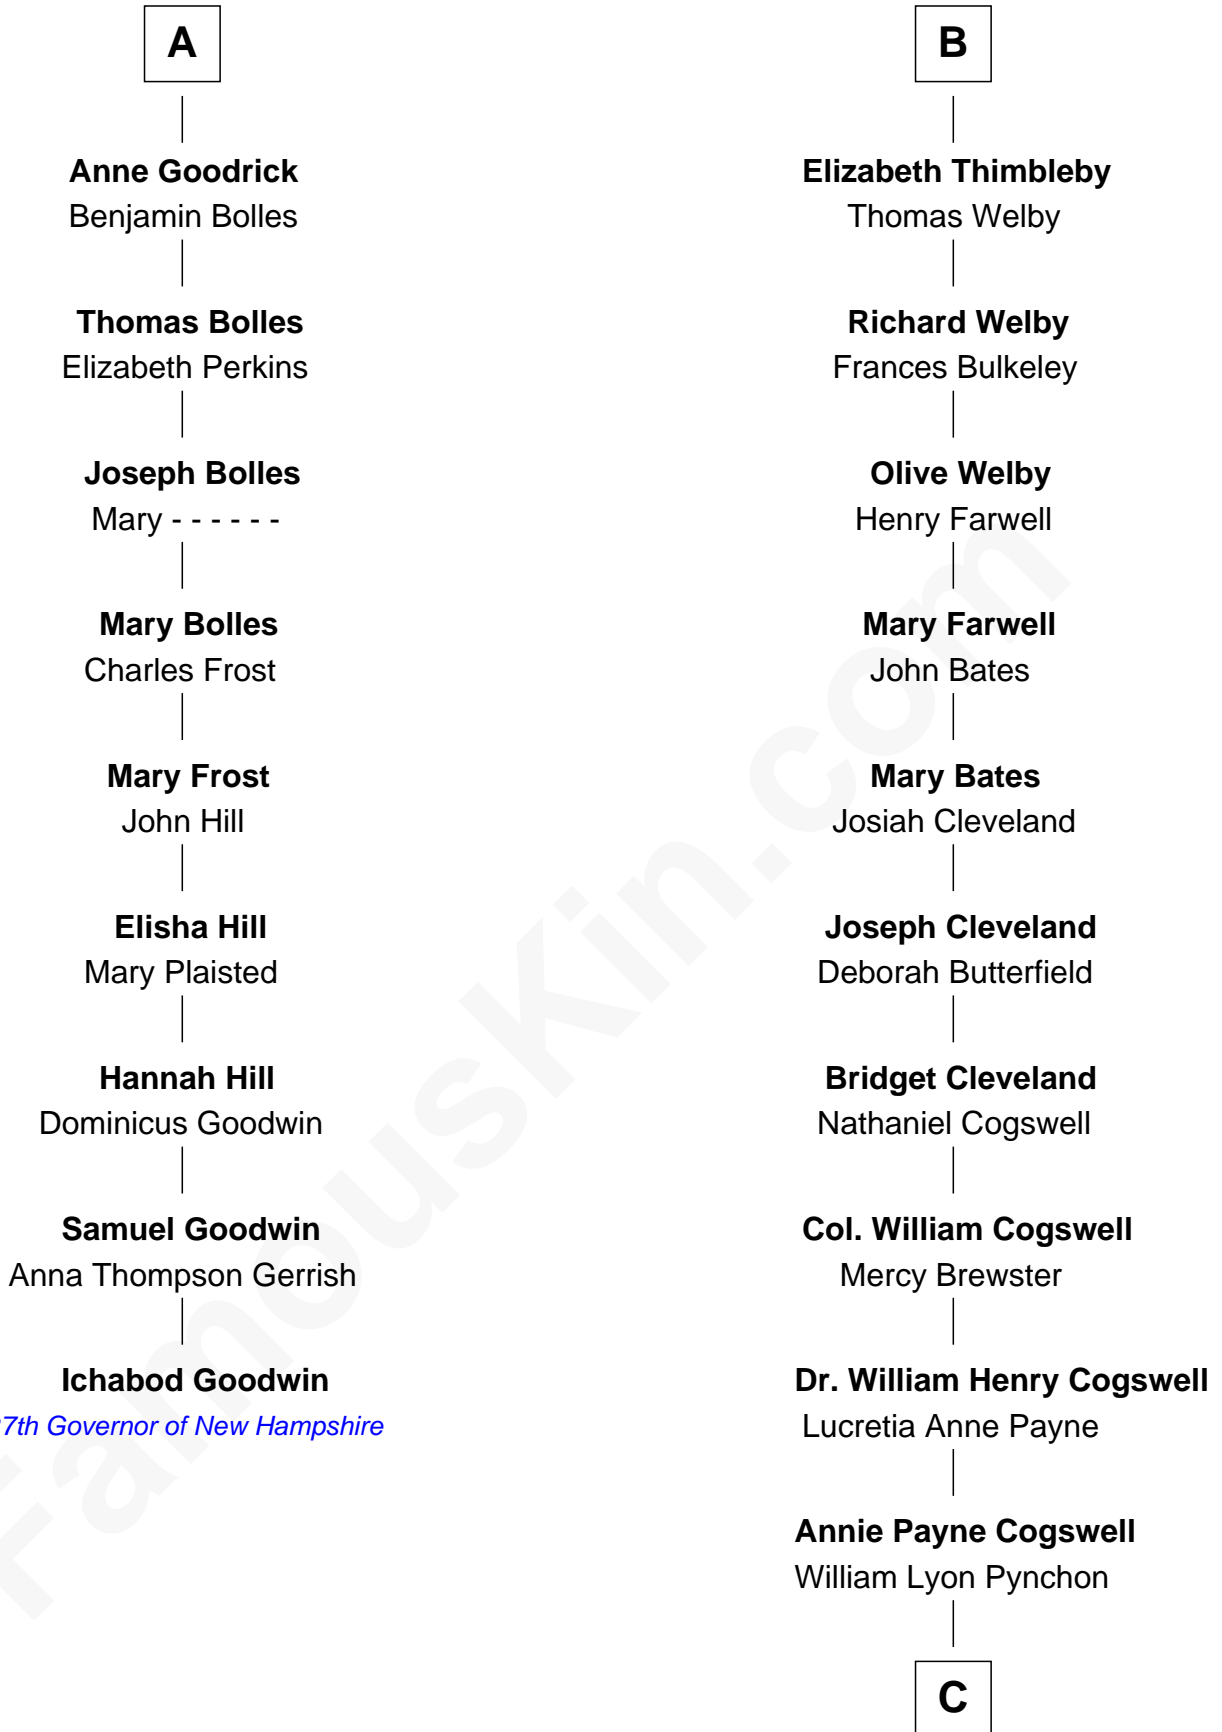 A
Anne Goodrick
Benjamin Bolles
Thomas Bolles
Elizabeth Perkins
Joseph Bolles
Mary - - - - - -
Mary Bolles
Charles Frost
Mary Frost
John Hill
Elisha Hill
Mary Plaisted
Hannah Hill
Dominicus Goodwin
Samuel Goodwin
Anna Thompson Gerrish
Ichabod Goodwin
7th Governor of New Hampshire
B
Elizabeth Thimbleby
Thomas Welby
Richard Welby
Frances Bulkeley
Olive Welby
Henry Farwell
Mary Farwell
John Bates
Mary Bates
Josiah Cleveland
Joseph Cleveland
Deborah Butterfield
Bridget Cleveland
Nathaniel Cogswell
Col. William Cogswell
Mercy Brewster
Dr. William Henry Cogswell
Lucretia Anne Payne
Annie Payne Cogswell
William Lyon Pynchon
C
FamousKin.com